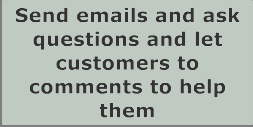 Send emails and ask
questions and let
customers to
comments to help
them